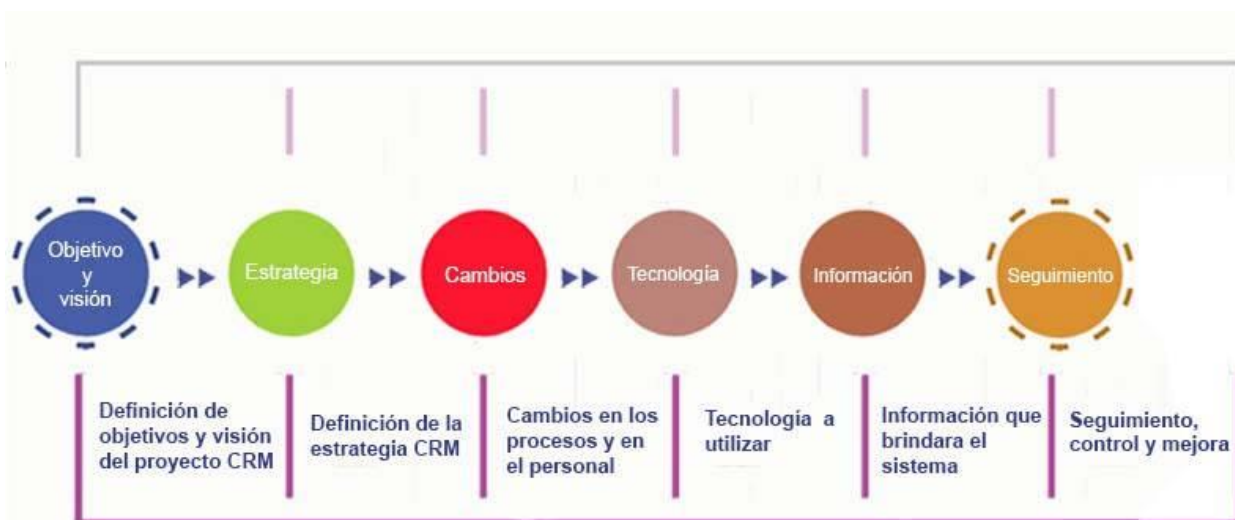 Objetivo
y
visión
Estrategia
Cambios
Tecnología
Información
Seguimiento
Definición de
objetivos y visión
del proyecto CRM
Definición de la
estrategia CRM
Cambios en los
procesos y en
el personal
Tecnología a
utilizar
Información que
brindara el
sistema
Seguimiento,
control y mejora